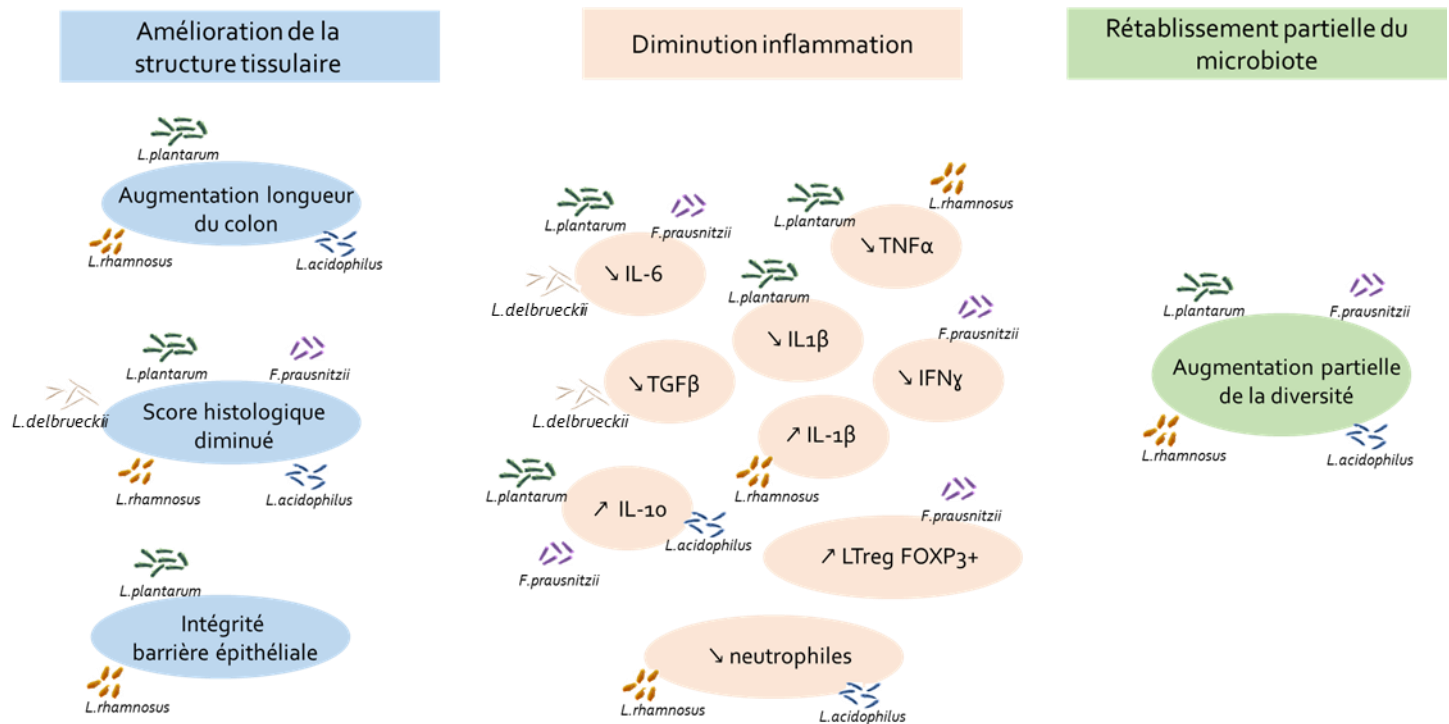 Amélioration de la
structure tissulaire
L.plantarum
Augmentation longueur
du colon
L.rhamnosus
L.acidophilus
L.plantarum
F.prausnitzii
L.delbrueckii
Score histologique
diminué
L.rhamnosus
L.acidophilus
L.plantarum
Intégrité
barrière épithéliale
L.rhamnosus
Diminution inflammation
L.plantarum
F.prausnitzii
↘ IL-6
L.delbrueckii
L.plantarum
L.rhamnosus
↘ TNFα
L.plantarum
↘ IL1β
F.prausnitzii
↘ IFNɣ
↘ TGFβ
L.delbrueckii
↗ IL-1β
L.rhamnosus
L.plantarum
↗ IL-10
L.acidophilus
F.prausnitzii
F.prausnitzii
↗ LTreg FOXP3+
↘ neutrophiles
L.rhamnosus
L.acidophilus
Rétablissement partielle du
microbiote
L.plantarum
F.prausnitzii
Augmentation partielle
de la diversité
L.rhamnosus
L.acidophilus